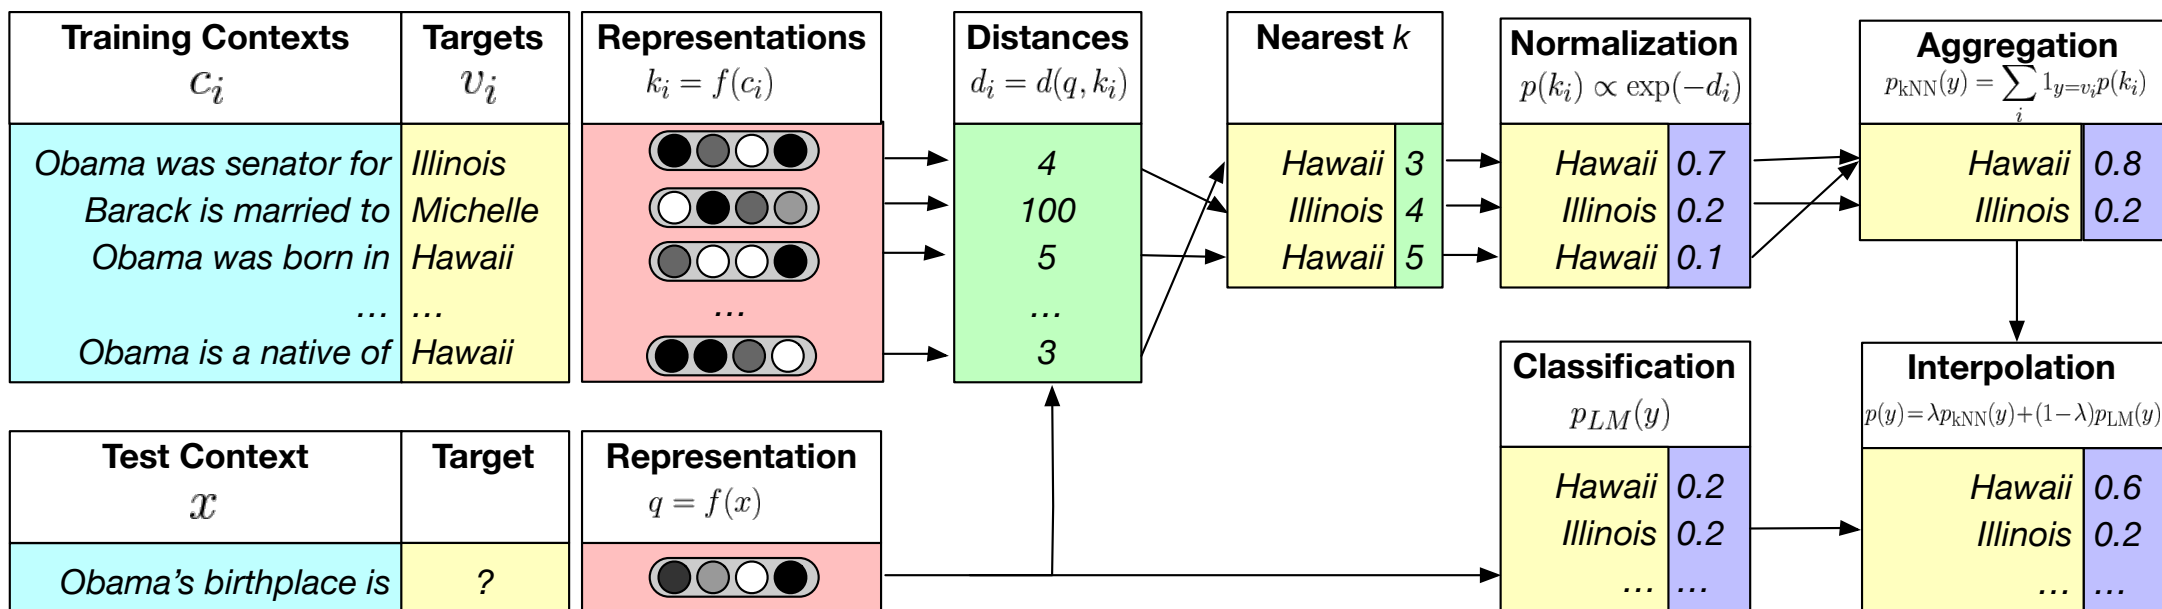 Training Contexts Targets Representations Distances Nearest k Normalization Aggregation
c_i v_i k_i = f(c_i) d_i = d(q, k_i) p(k_i) ∝ exp(−d_i) p_kNN(y) = ∑_i 1_{y=v_i} p(k_i)
Obama was senator for Illinois 4 Hawaii 3 Hawaii 0.7 Hawaii 0.8
Barack is married to Michelle 100 Illinois 4 Illinois 0.2 Illinois 0.2
Obama was born in Hawaii 5 Hawaii 5 Hawaii 0.1
... ... ... ...
Obama is a native of Hawaii 3
Classification Interpolation
p_LM(y) p(y) = λp_kNN(y) + (1−λ)p_LM(y)
Test Context Target Representation
x q = f(x)
Hawaii 0.2 Hawaii 0.6
Illinois 0.2 Illinois 0.2
Obama's birthplace is ? ... ... ... ...